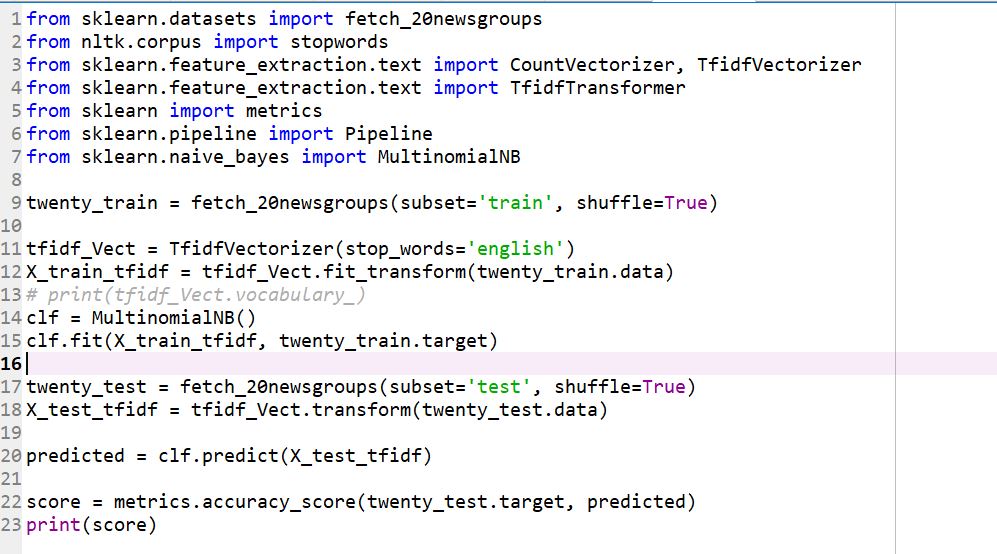 1 from sklearn.datasets import fetch_20newsgroups
2 from nltk.corpus import stopwords
3 from sklearn.feature_extraction.text import CountVectorizer, TfidfVectorizer
4 from sklearn.feature_extraction.text import TfidfTransformer
5 from sklearn import metrics
6 from sklearn.pipeline import Pipeline
7 from sklearn.naive_bayes import MultinomialNB
8
9 twenty_train = fetch_20newsgroups(subset='train', shuffle=True)
10
11 tfidf_Vect = TfidfVectorizer(stop_words='english')
12 X_train_tfidf = tfidf_Vect.fit_transform(twenty_train.data)
13 # print(tfidf_Vect.vocabulary_)
14 clf = MultinomialNB()
15 clf.fit(X_train_tfidf, twenty_train.target)
16
17 twenty_test = fetch_20newsgroups(subset='test', shuffle=True)
18 X_test_tfidf = tfidf_Vect.transform(twenty_test.data)
19
20 predicted = clf.predict(X_test_tfidf)
21
22 score = metrics.accuracy_score(twenty_test.target, predicted)
23 print(score)